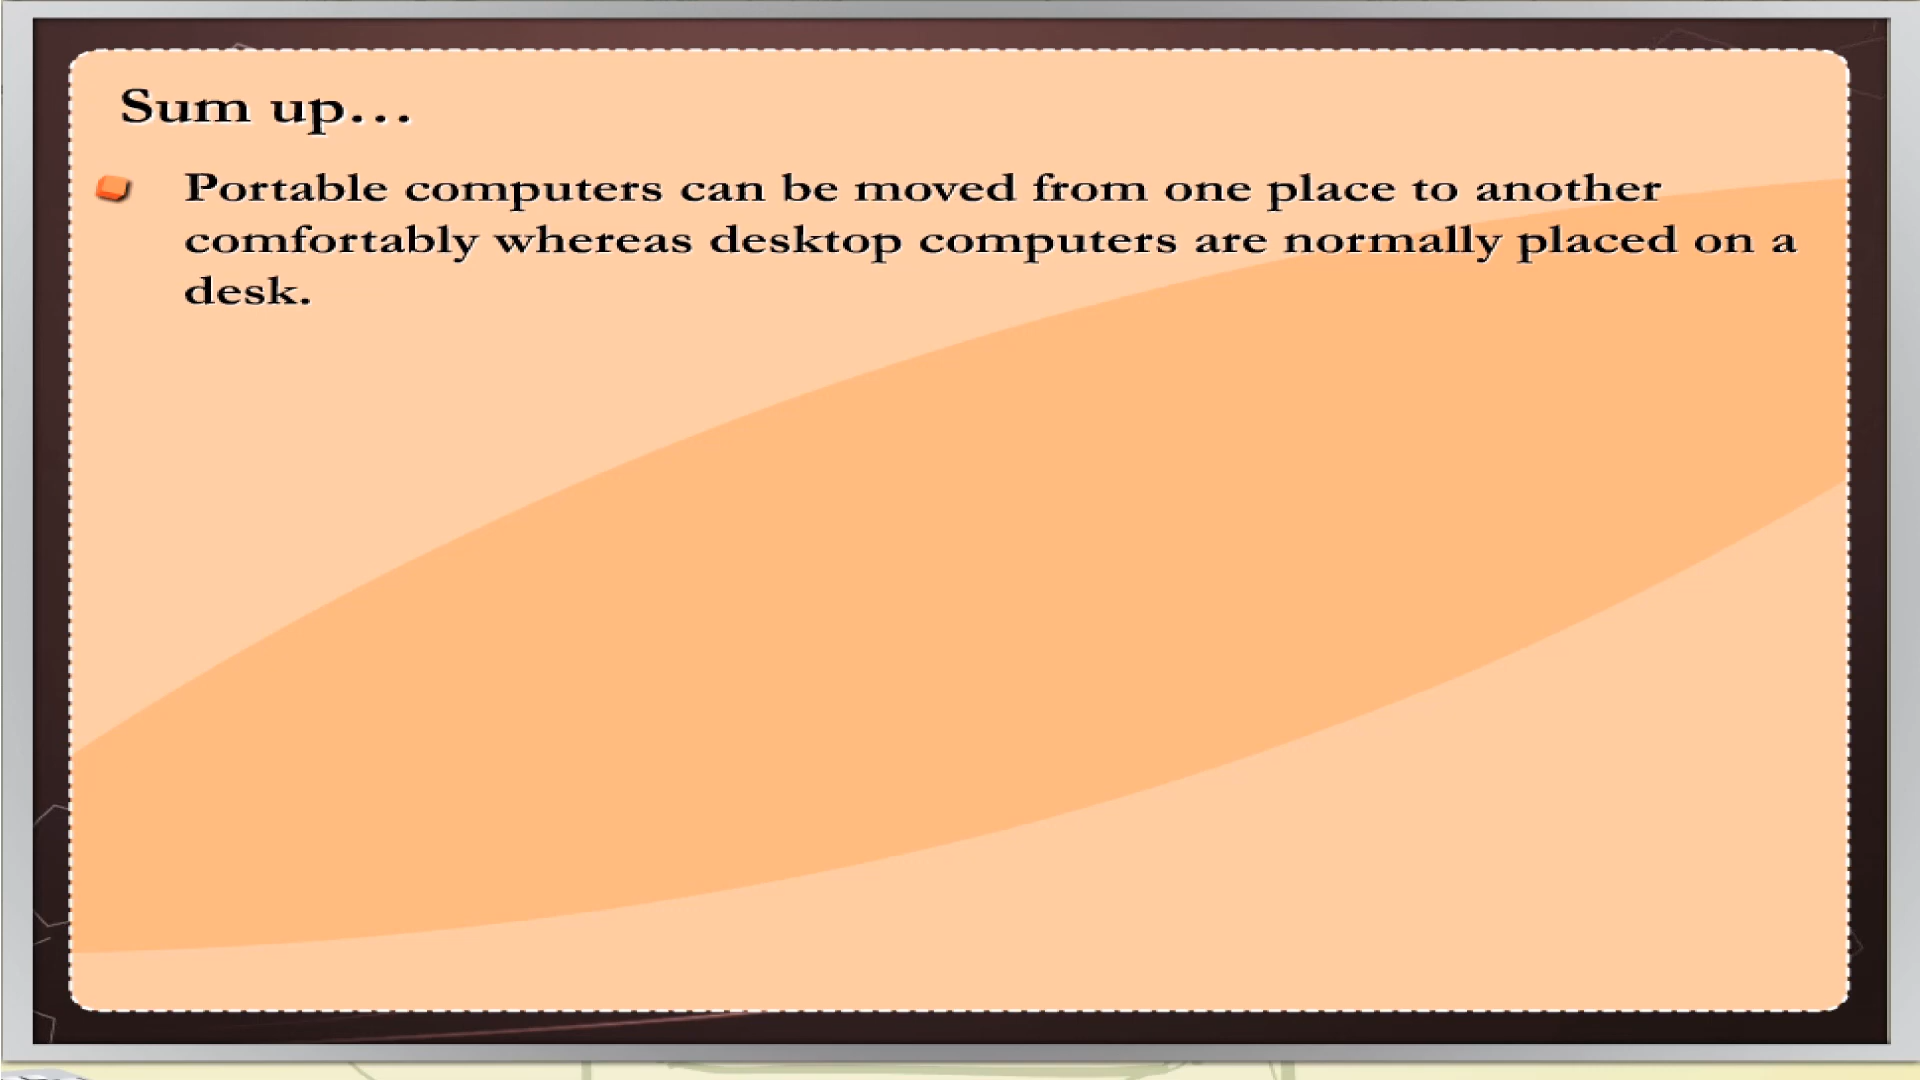 Sum up...
Portable computers can be moved from one place to another
comfortably whereas desktop computers are normally placed on a
desk.